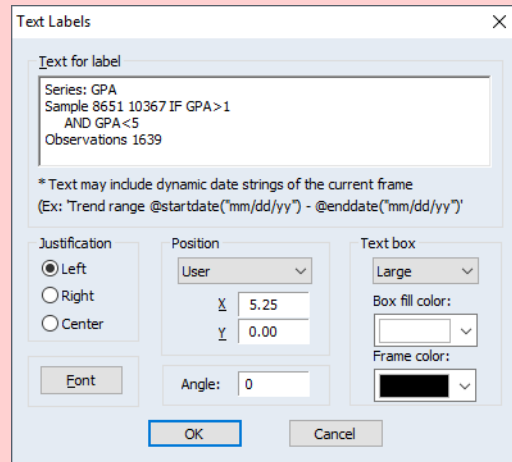 Text Labels
Text for label
Series: GPA
Sample 8651 10367 IF GPA>1
AND GPA<5
Observations 1639
* Text may include dynamic date strings of the current frame
(Ex: 'Trend range @startdate("mm/dd/yy") - @enddate("mm/dd/yy")'
Justification
Left
Right
Center
Font
Position
User
X 5.25
Y 0.00
Angle: 0
Text box
Large
Box fill color:
Frame color:
OK
Cancel